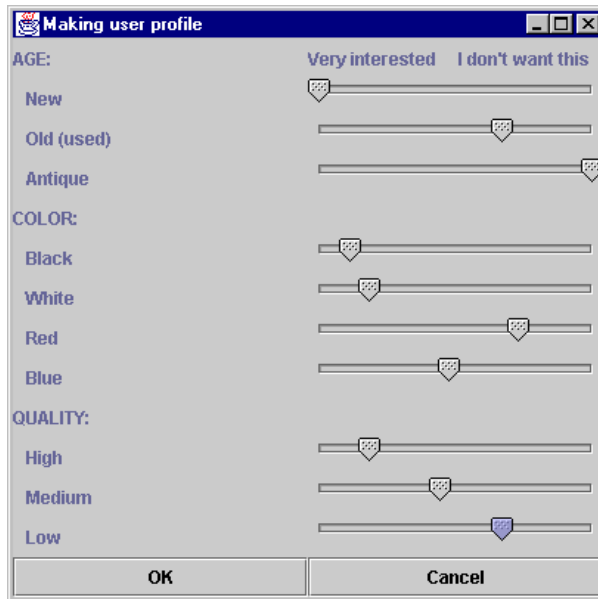 Making user profile
AGE: Very interested I don't want this
New
Old (used)
Antique
COLOR:
Black
White
Red
Blue
QUALITY:
High
Medium
Low
OK Cancel